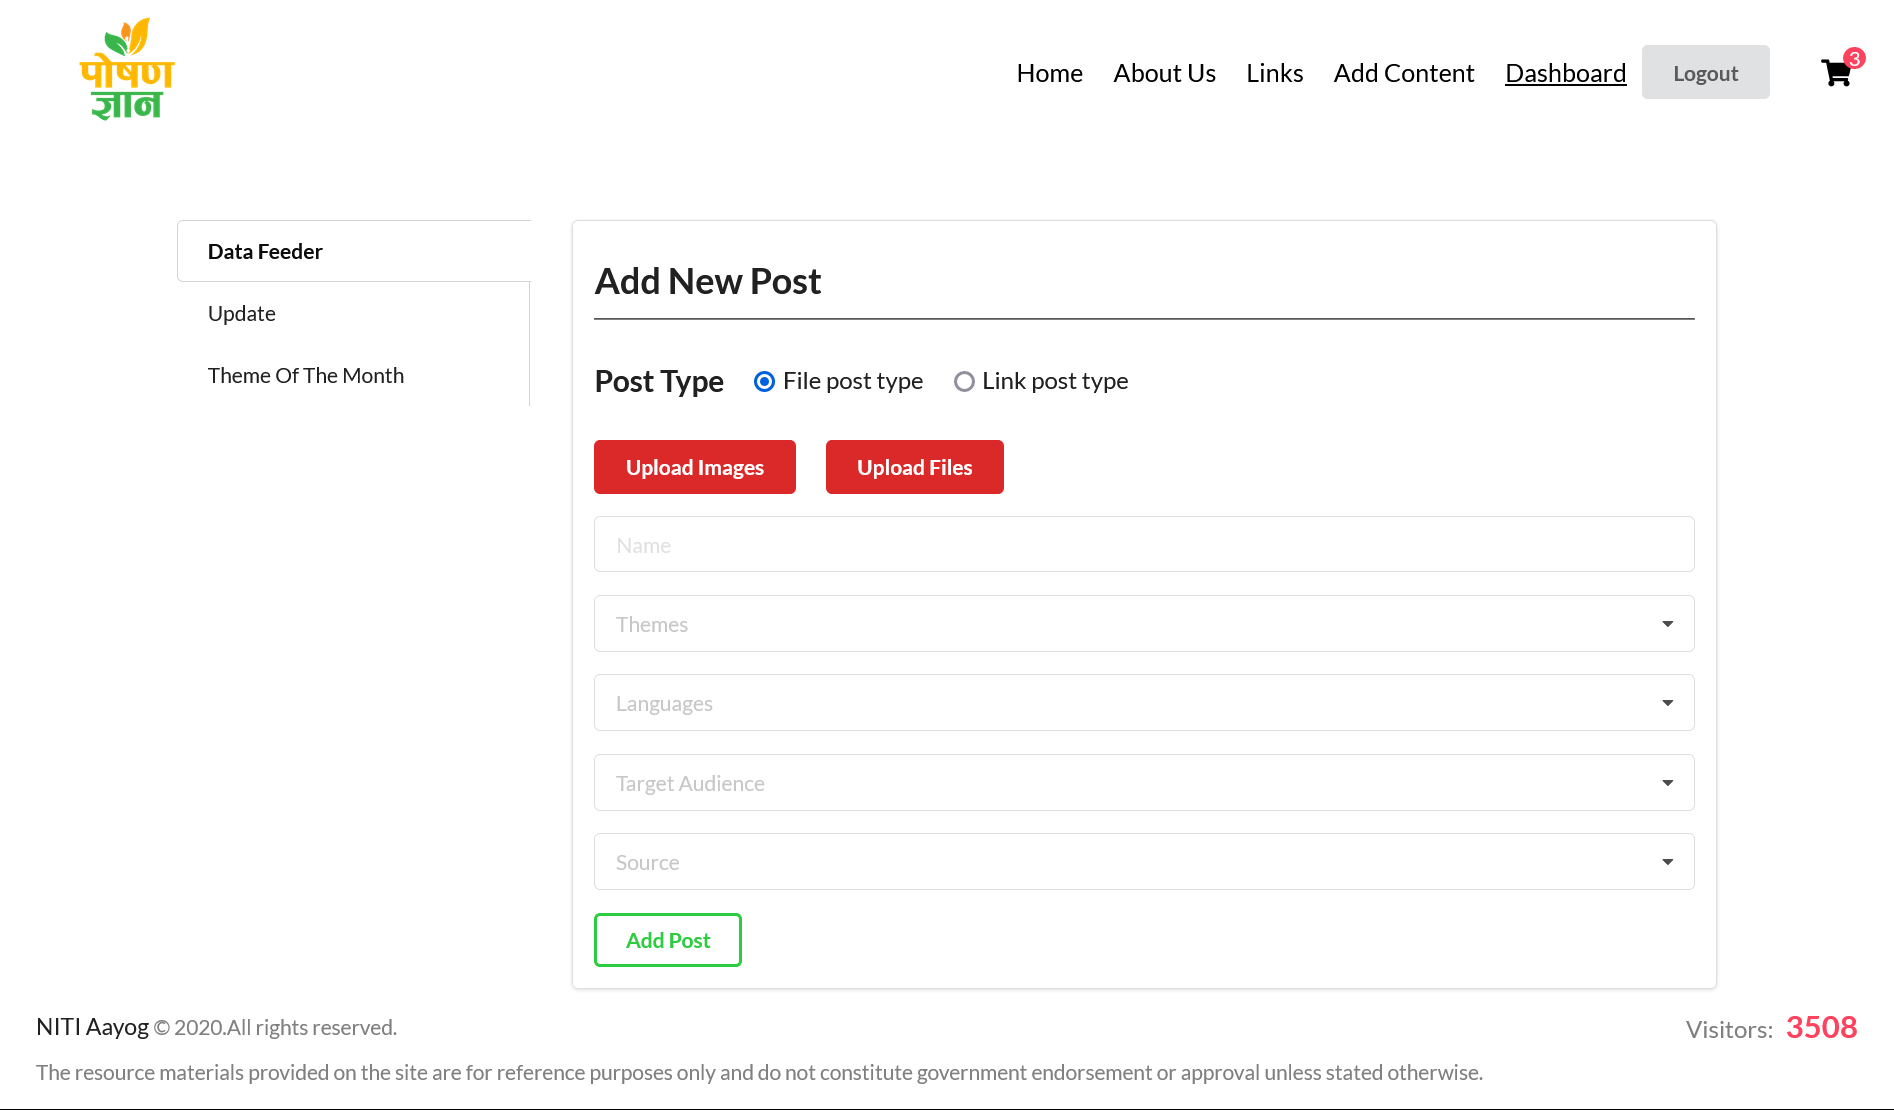 पोषण
ज्ञान
Home About Us Links Add Content Dashboard Logout 3
Data Feeder
Update
Theme Of The Month
Add New Post
Post Type File post type Link post type
Upload Images Upload Files
Name
Themes
Languages
Target Audience
Source
Add Post
NITI Aayog © 2020.All rights reserved.
Visitors: 3508
The resource materials provided on the site are for reference purposes only and do not constitute government endorsement or approval unless stated otherwise.